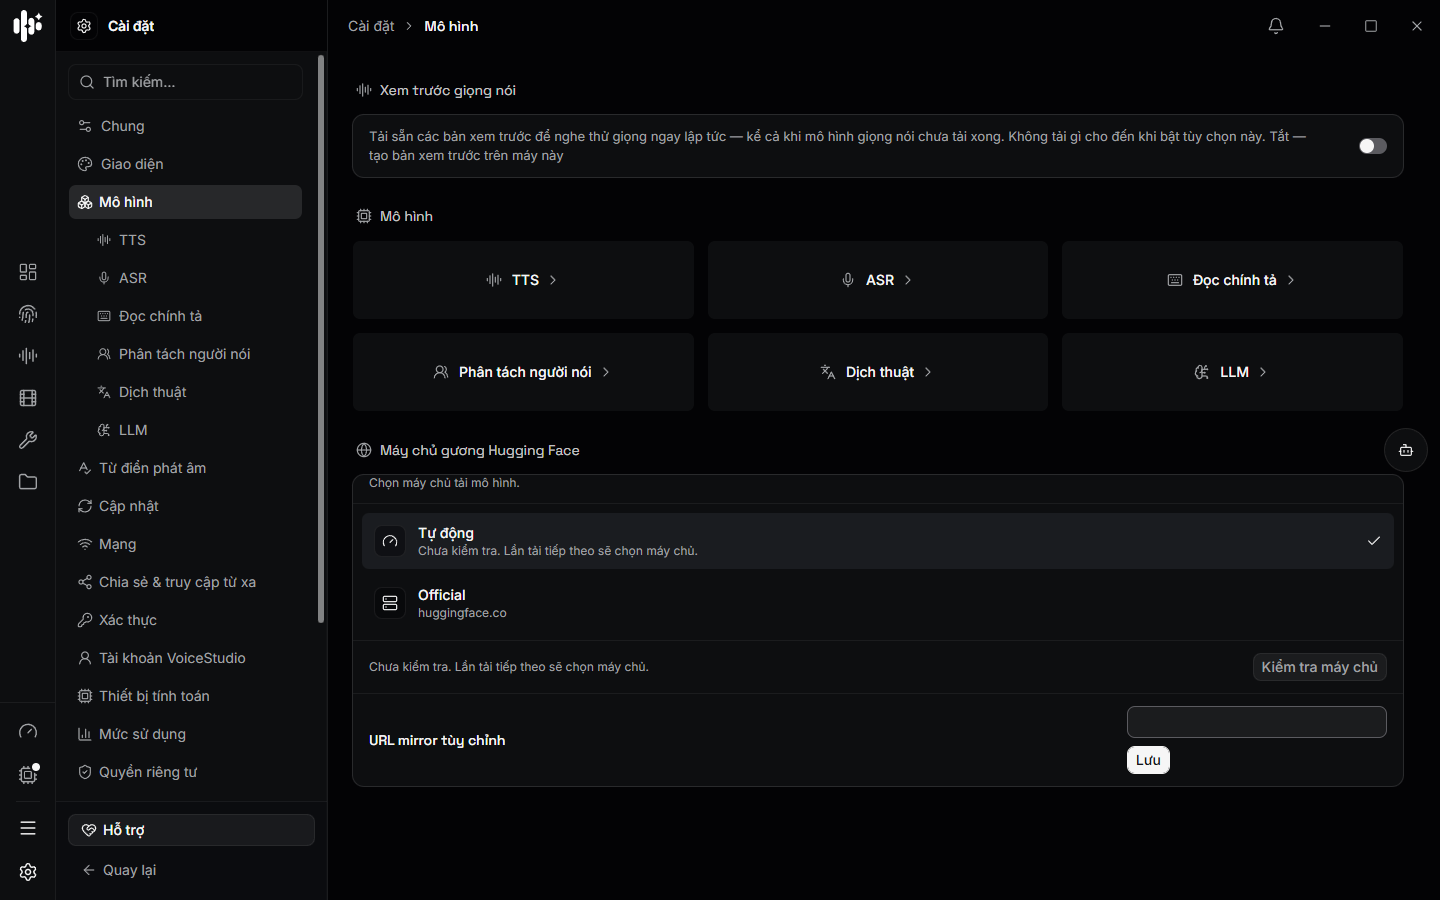 Cài đặt
Tìm kiếm...
Chung
Giao diện
Mô hình
TTS
ASR
Đọc chính tả
Phân tách người nói
Dịch thuật
LLM
Từ điển phát âm
Cập nhật
Mạng
Chia sẻ & truy cập từ xa
Xác thực
Tài khoản VoiceStudio
Thiết bị tính toán
Mức sử dụng
Quyền riêng tư
Hỗ trợ
Quay lại
Cài đặt > Mô hình
Xem trước giọng nói
Tải sẵn các bản xem trước để nghe thử giọng ngay lập tức — kể cả khi mô hình giọng nói chưa tải xong. Không tải gì cho đến khi bật tùy chọn này. Tắt —
tạo bản xem trước trên máy này
Mô hình
TTS
ASR
Đọc chính tả
Phân tách người nói
Dịch thuật
LLM
Máy chủ gương Hugging Face
Chọn máy chủ tải mô hình.
Tự động
Chưa kiểm tra. Lần tải tiếp theo sẽ chọn máy chủ.
Official
huggingface.co
Chưa kiểm tra. Lần tải tiếp theo sẽ chọn máy chủ.
Kiểm tra máy chủ
URL mirror tùy chỉnh
Lưu